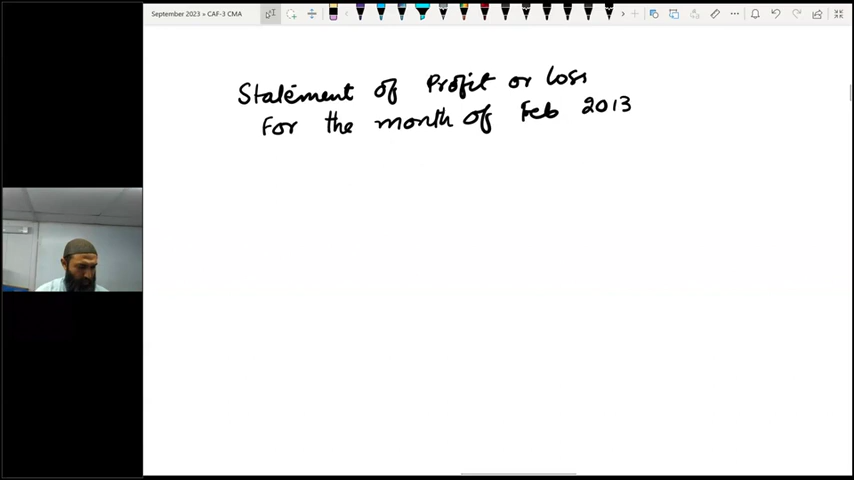 September 2023 » CAF-3 CMA
Statement of Profit or loss
For the month of Feb 2013